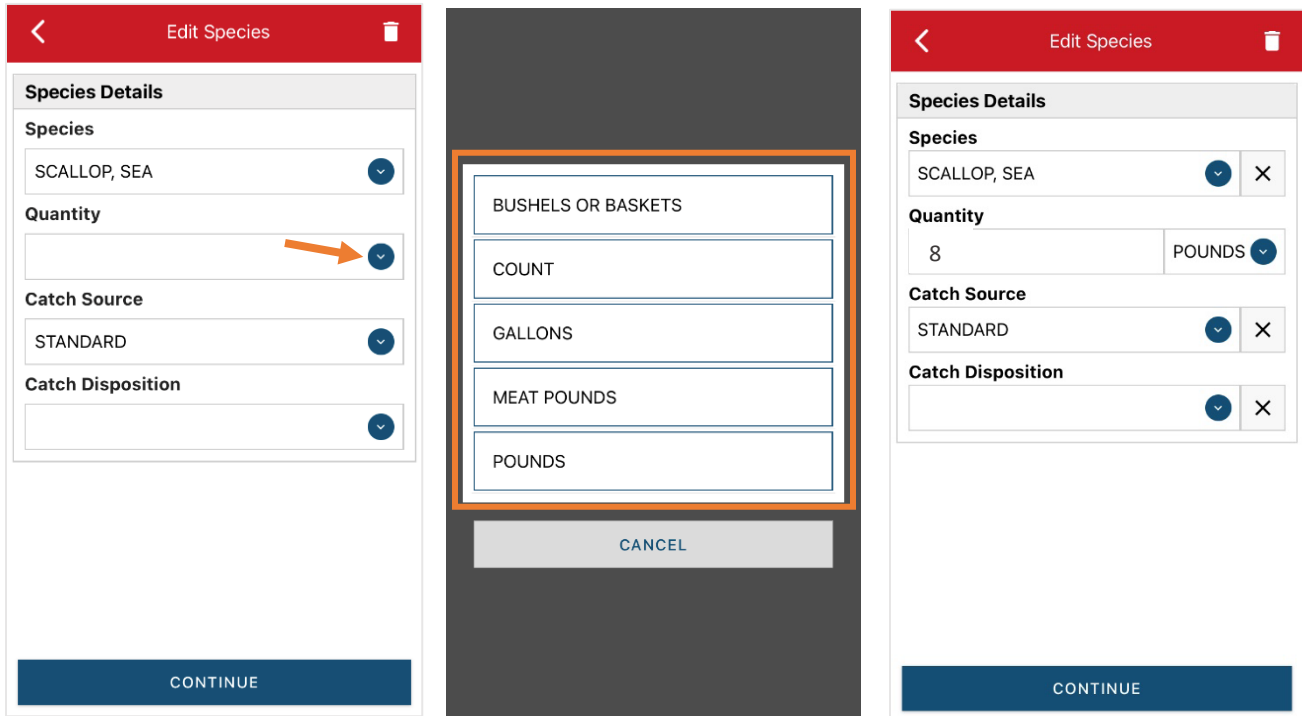 Edit Species
Species Details
Species
SCALLOP, SEA
Quantity
Catch Source
STANDARD
Catch Disposition
CONTINUE
BUSHELS OR BASKETS
COUNT
GALLONS
MEAT POUNDS
POUNDS
CANCEL
Edit Species
Species Details
Species
SCALLOP, SEA
Quantity
8 POUNDS
Catch Source
STANDARD
Catch Disposition
CONTINUE